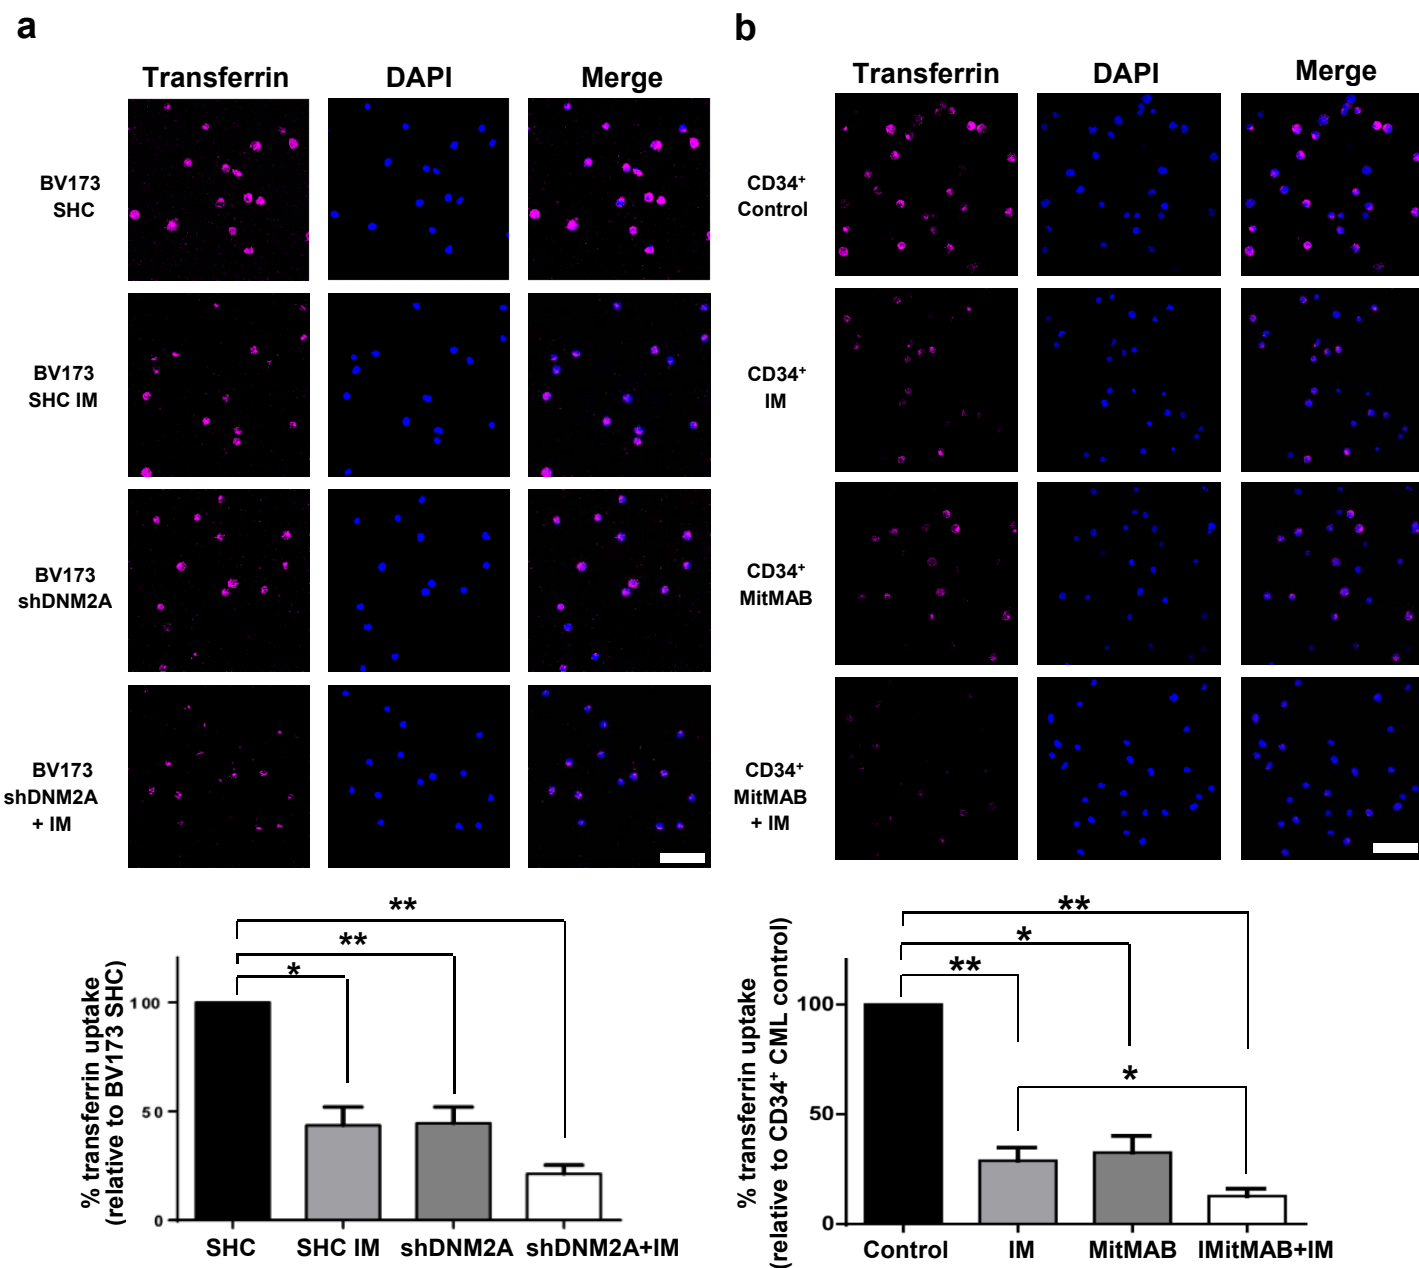 a
Transferrin DAPI Merge
BV173
SHC
BV173
SHC IM
BV173
shDNM2A
BV173
shDNM2A
+ IM
% transferrin uptake
(relative to BV173 SHC)
**
**
*
100
50
0
SHC SHC IM shDNM2A shDNM2A+IM
b
Transferrin DAPI Merge
CD34⁺
Control
CD34⁺
IM
CD34⁺
MitMAB
CD34⁺
MitMAB
+ IM
% transferrin uptake
(relative to CD34⁺ CML control)
**
*
**
*
100
50
0
Control IM MitMAB IMitMAB+IM